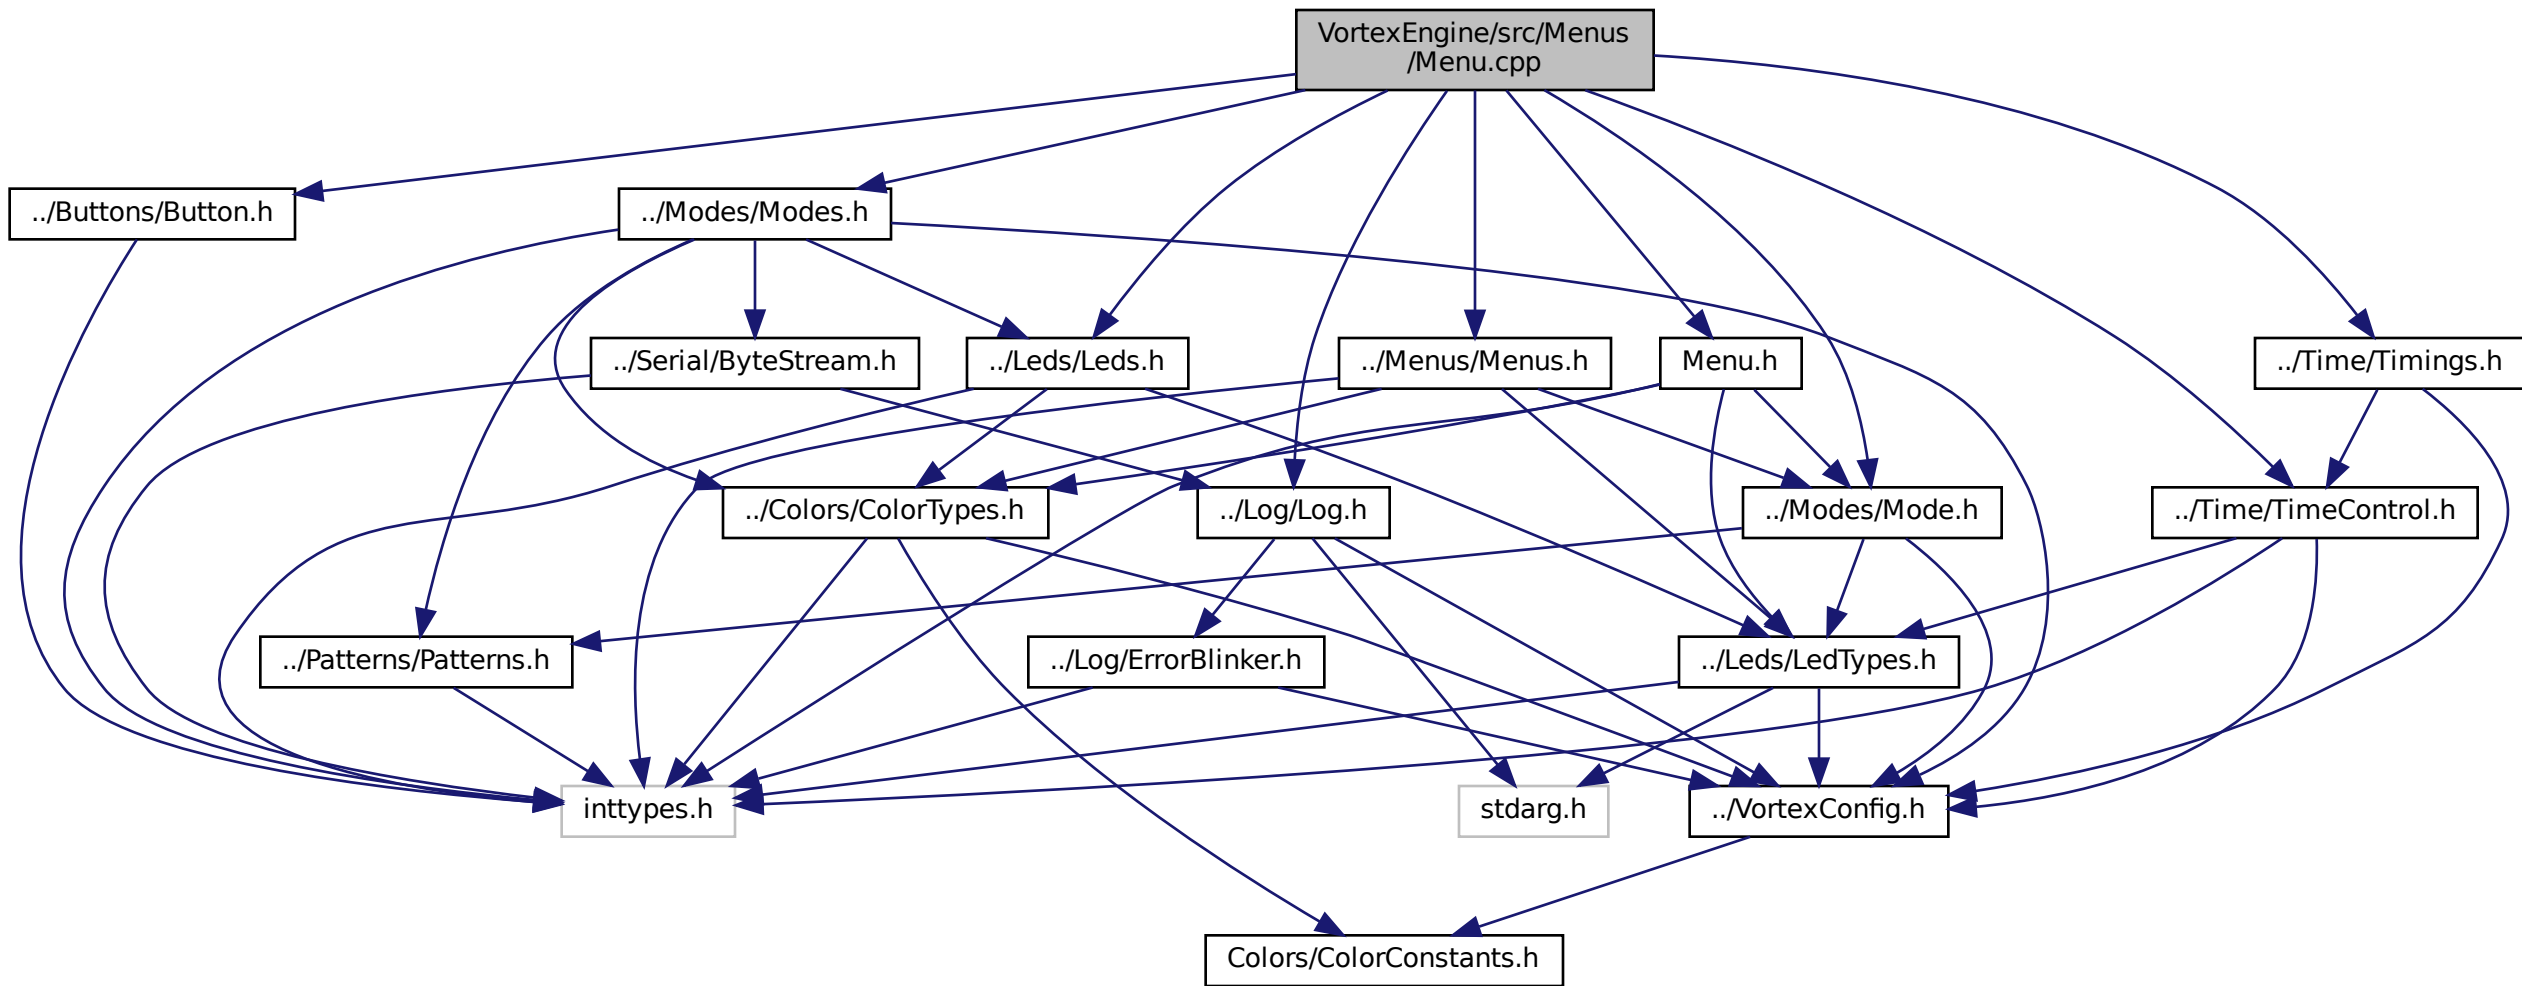 VortexEngine/src/Menus
/Menu.cpp
../Buttons/Button.h
../Modes/Modes.h
../Serial/ByteStream.h
../Leds/Leds.h
../Menus/Menus.h
Menu.h
../Time/Timings.h
../Colors/ColorTypes.h
../Log/Log.h
../Modes/Mode.h
../Time/TimeControl.h
../Patterns/Patterns.h
../Log/ErrorBlinker.h
../Leds/LedTypes.h
inttypes.h
stdarg.h
../VortexConfig.h
Colors/ColorConstants.h